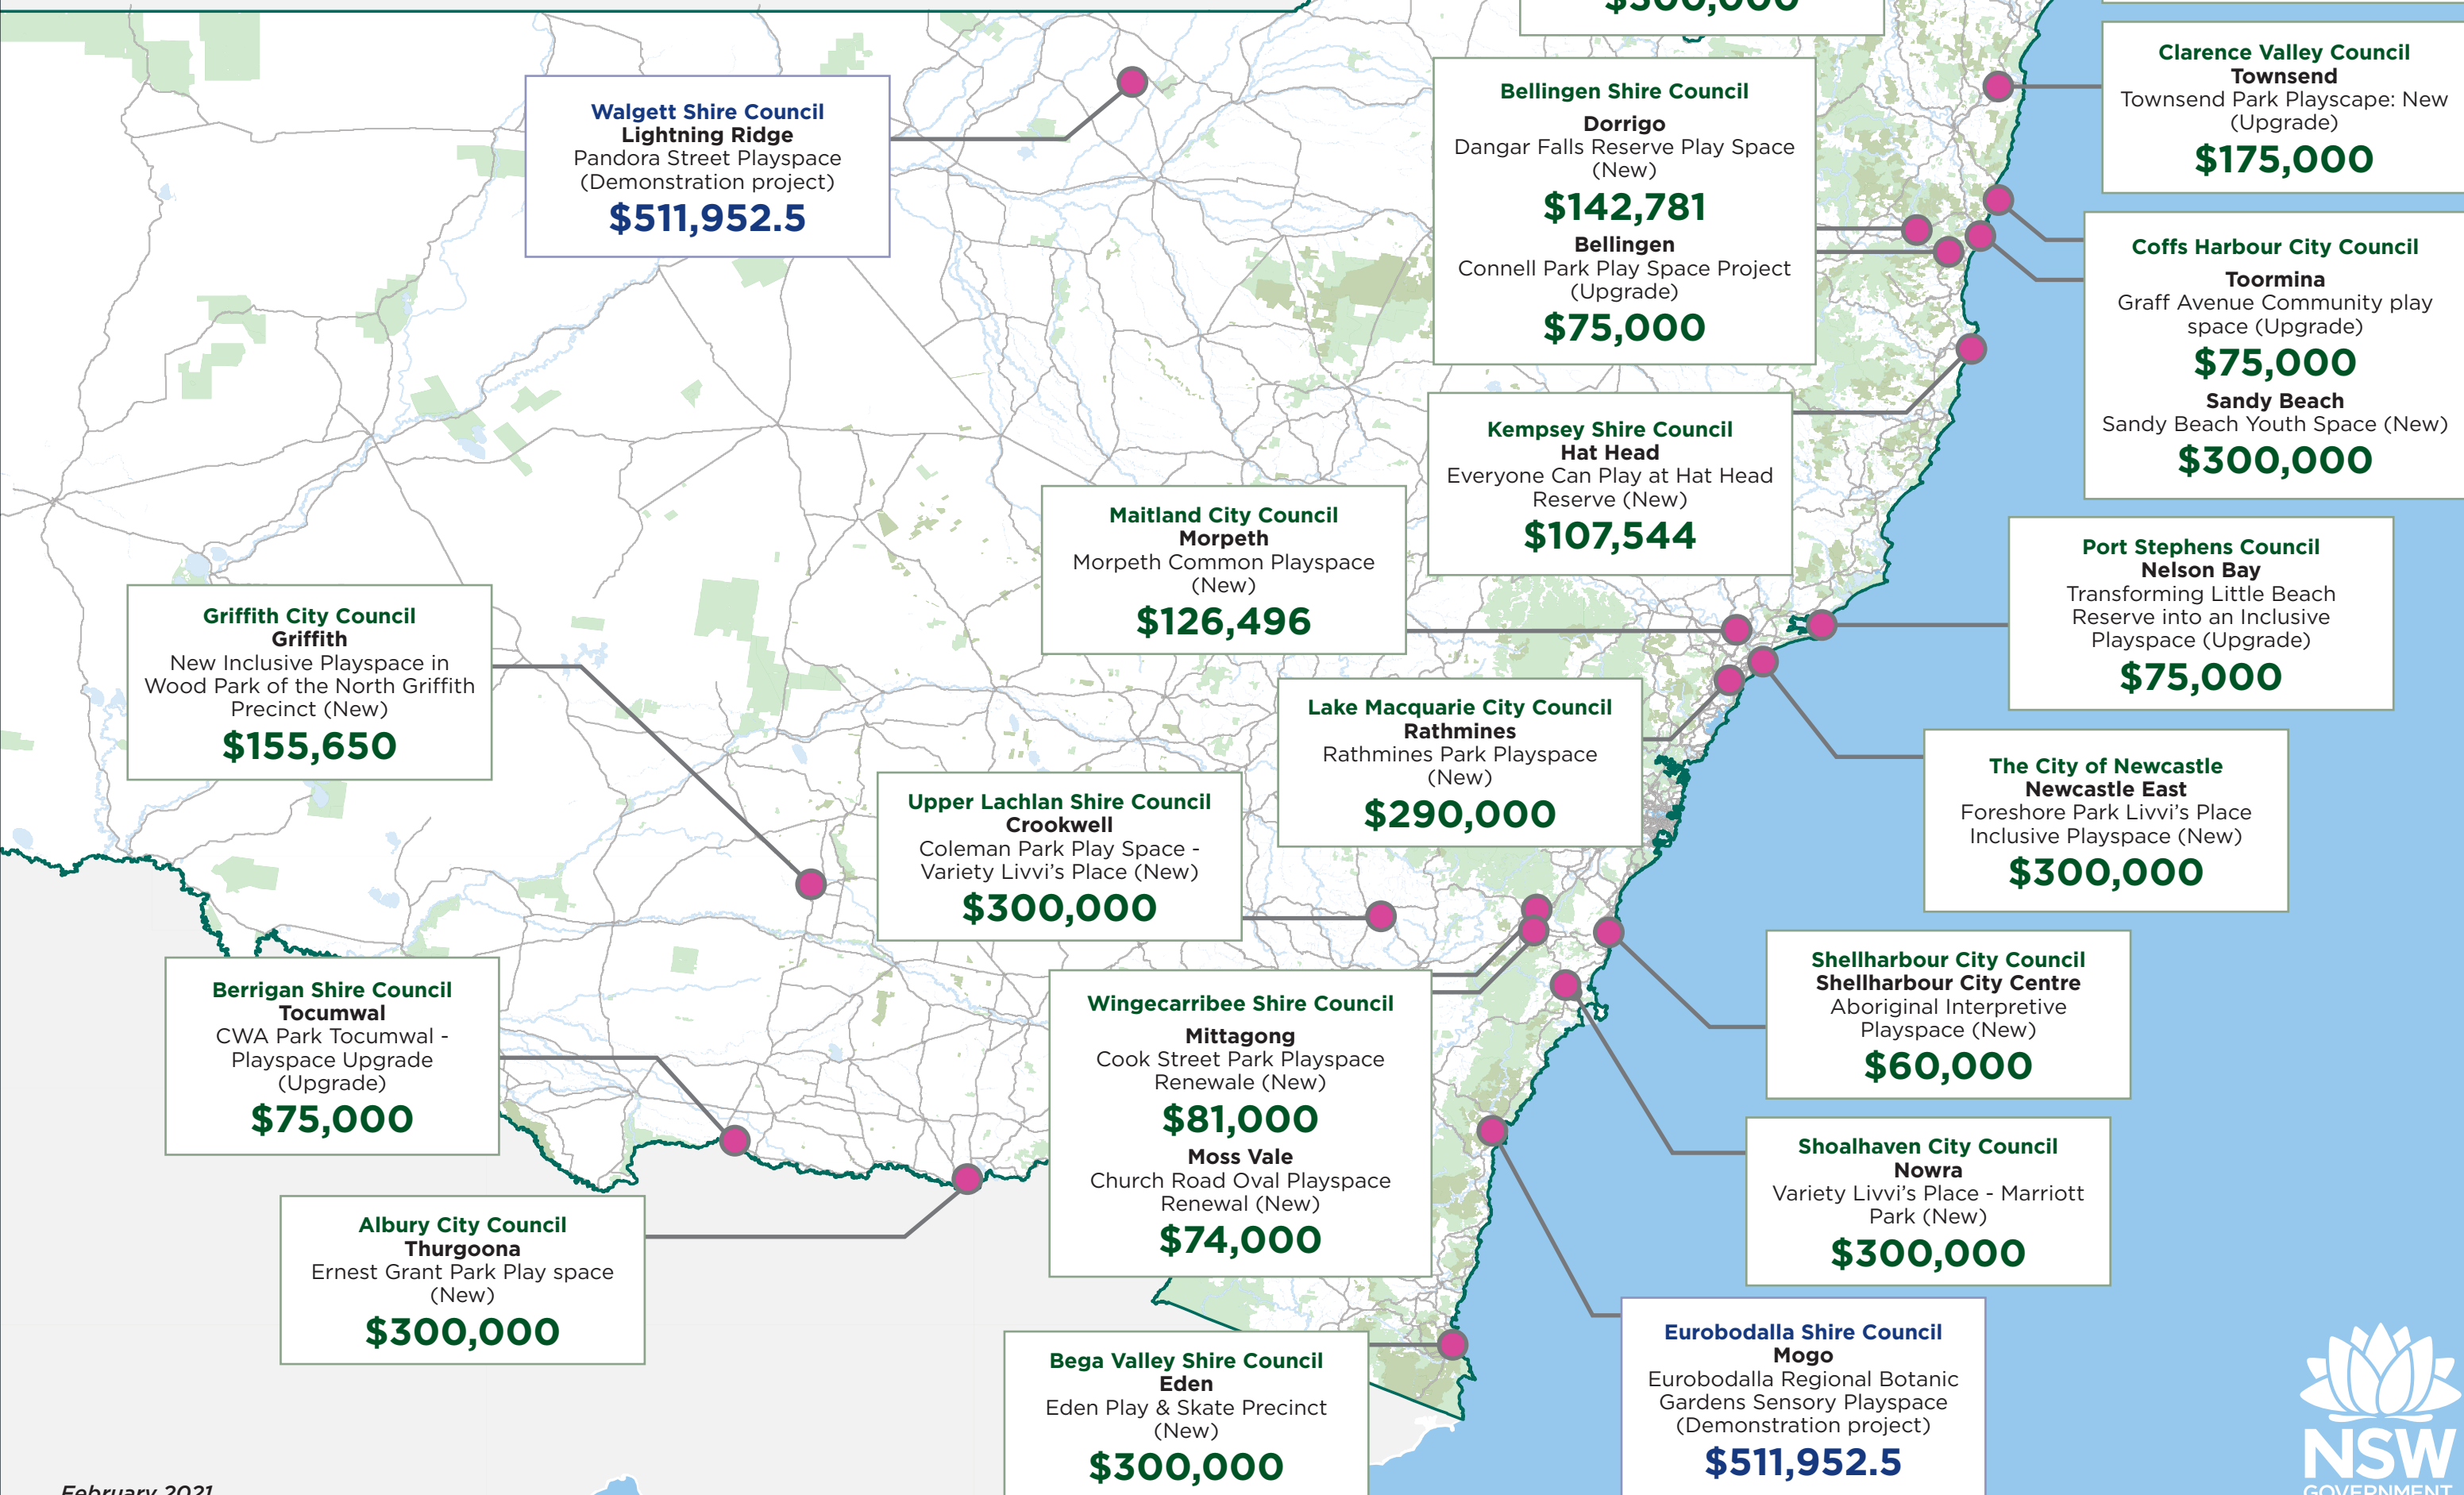 $300,000
Clarence Valley Council
Townsend
Townsend Park Playscape: New
(Upgrade)
$175,000
Walgett Shire Council
Lightning Ridge
Pandora Street Playspace
(Demonstration project)
$511,952.5
Bellingen Shire Council
Dorrigo
Dangar Falls Reserve Play Space
(New)
$142,781
Bellingen
Connell Park Play Space Project
(Upgrade)
$75,000
Coffs Harbour City Council
Toormina
Graff Avenue Community play
space (Upgrade)
$75,000
Sandy Beach
Sandy Beach Youth Space (New)
$300,000
Kempsey Shire Council
Hat Head
Everyone Can Play at Hat Head
Reserve (New)
$107,544
Maitland City Council
Morpeth
Morpeth Common Playspace
(New)
$126,496
Port Stephens Council
Nelson Bay
Transforming Little Beach
Reserve into an Inclusive
Playspace (Upgrade)
$75,000
Griffith City Council
Griffith
New Inclusive Playspace in
Wood Park of the North Griffith
Precinct (New)
$155,650
Lake Macquarie City Council
Rathmines
Rathmines Park Playspace
(New)
$290,000
The City of Newcastle
Newcastle East
Foreshore Park Livvi’s Place
Inclusive Playspace (New)
$300,000
Upper Lachlan Shire Council
Crookwell
Coleman Park Play Space -
Variety Livvi’s Place (New)
$300,000
Shellharbour City Council
Shellharbour City Centre
Aboriginal Interpretive
Playspace (New)
$60,000
Berrigan Shire Council
Tocumwal
CWA Park Tocumwal -
Playspace Upgrade
(Upgrade)
$75,000
Wingecarribee Shire Council
Mittagong
Cook Street Park Playspace
Renewale (New)
$81,000
Moss Vale
Church Road Oval Playspace
Renewal (New)
$74,000
Shoalhaven City Council
Nowra
Variety Livvi’s Place - Marriott
Park (New)
$300,000
Albury City Council
Thurgoona
Ernest Grant Park Play space
(New)
$300,000
Eurobodalla Shire Council
Mogo
Eurobodalla Regional Botanic
Gardens Sensory Playspace
(Demonstration project)
$511,952.5
Bega Valley Shire Council
Eden
Eden Play & Skate Precinct
(New)
$300,000
February 2021
NSW
GOVERNMENT